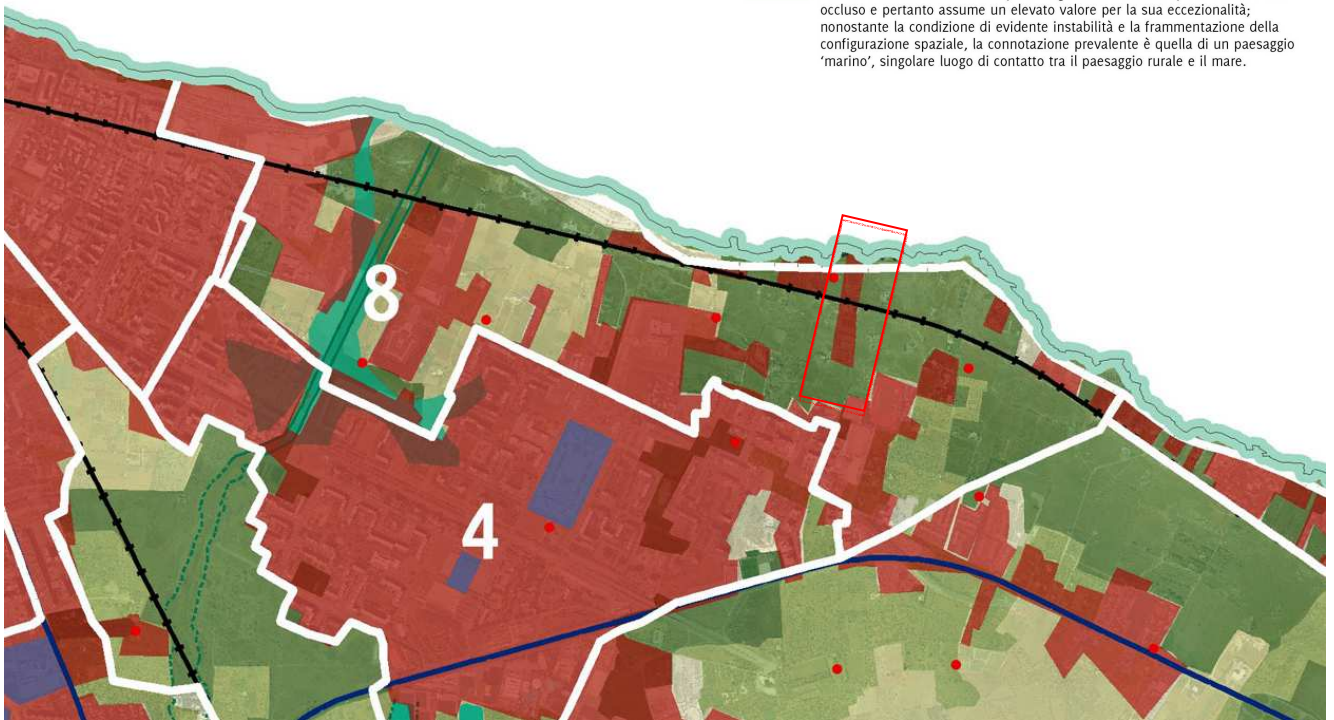 occluso e pertanto assume un elevato valore per la sua eccezionalità;
nonostante la condizione di evidente instabilità e la frammentazione della
configurazione spaziale, la connotazione prevalente è quella di un paesaggio
‘marino’, singolare luogo di contatto tra il paesaggio rurale e il mare.
8
4